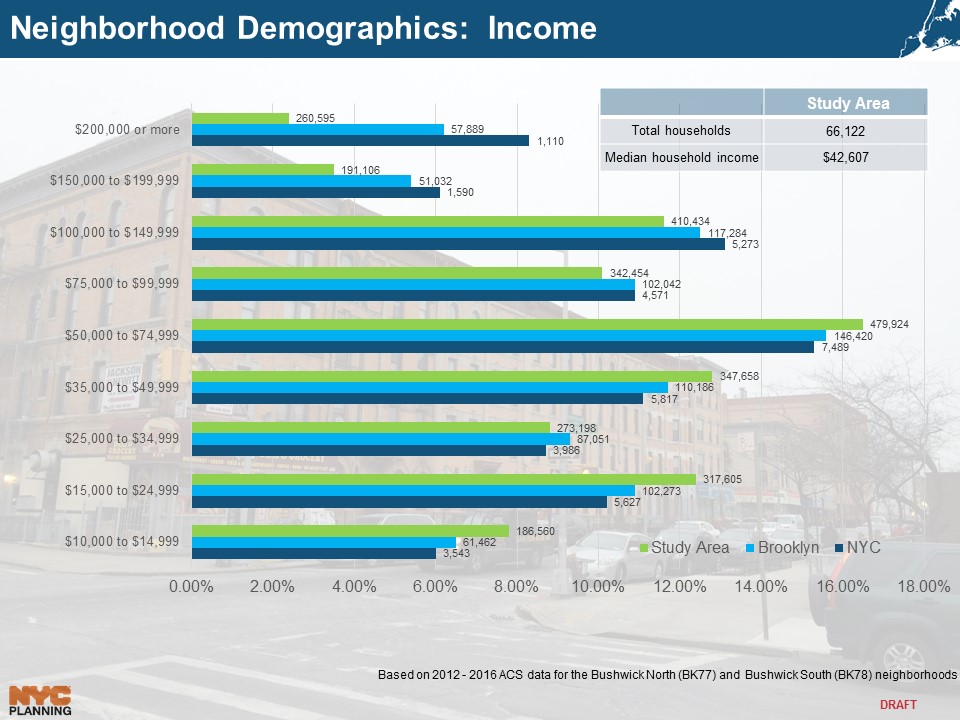 Neighborhood Demographics: Income
Study Area
Total households 66,122
Median household income $42,607
$200,000 or more 260,595
57,889
1,110
$150,000 to $199,999 191,106
51,032
1,590
$100,000 to $149,999 410,434
117,284
5,273
$75,000 to $99,999 342,454
102,042
4,571
$50,000 to $74,999 479,924
146,420
7,489
$35,000 to $49,999 347,658
110,186
5,817
$25,000 to $34,999 273,198
87,051
3,986
$15,000 to $24,999 317,605
102,273
5,627
$10,000 to $14,999 186,560
61,462
3,543
Study Area Brooklyn NYC
0.00% 2.00% 4.00% 6.00% 8.00% 10.00% 12.00% 14.00% 16.00% 18.00%
JACKSON
Based on 2012 - 2016 ACS data for the Bushwick North (BK77) and Bushwick South (BK78) neighborhoods
NYC
PLANNING
DRAFT